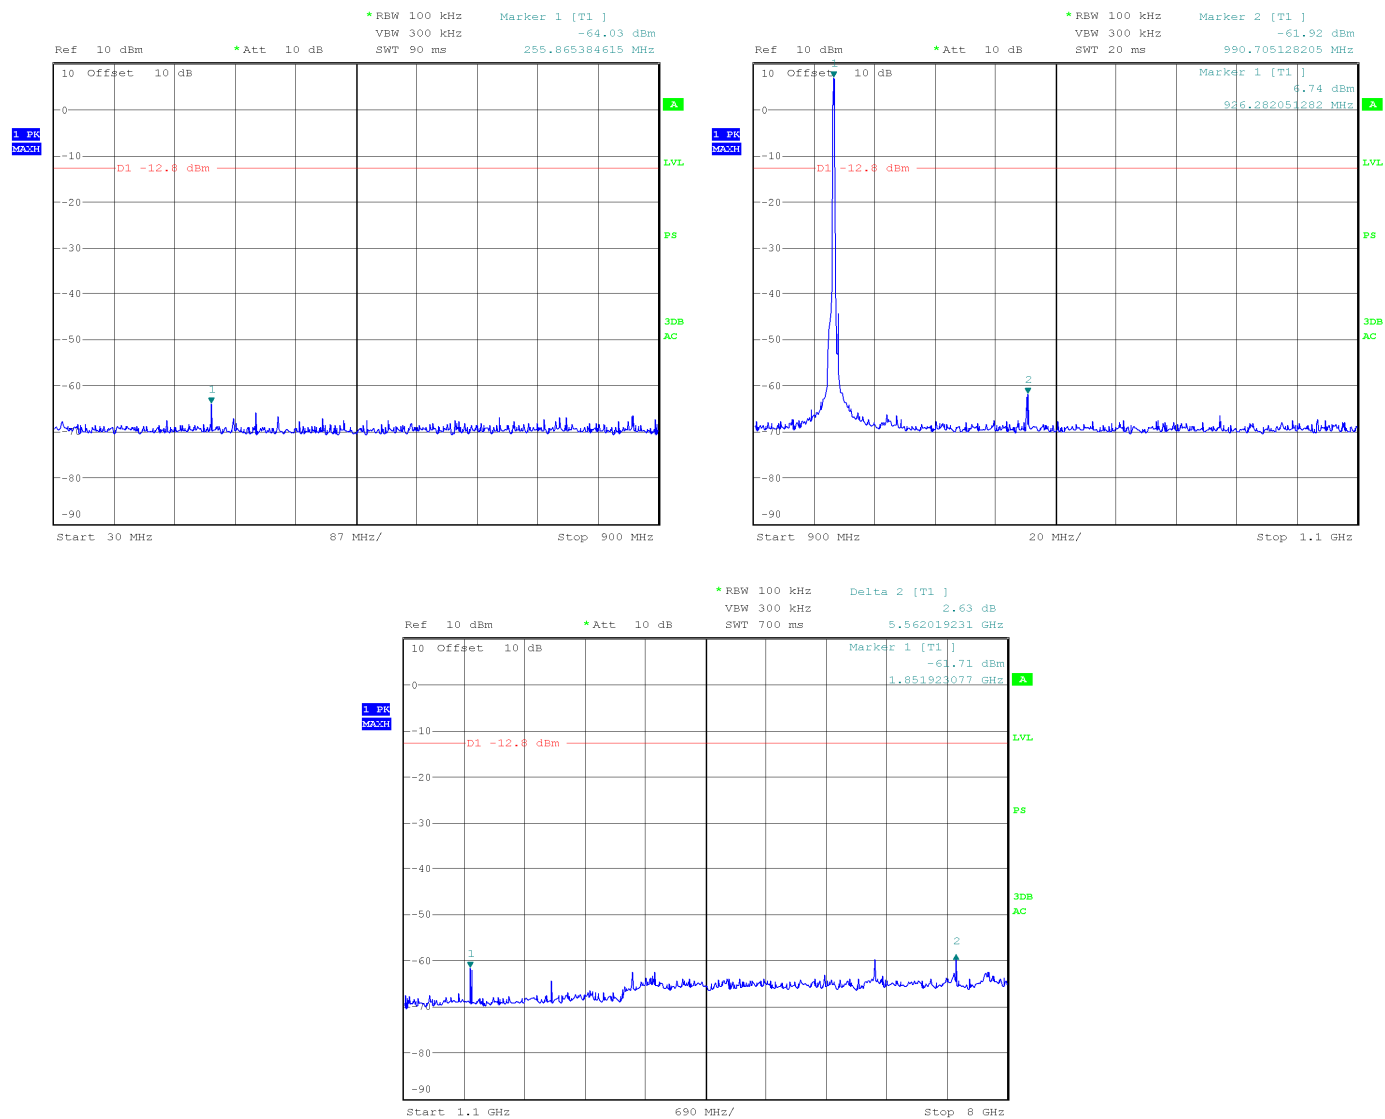 * RBW 100 kHz Marker 1 [T1 ]
VBW 300 kHz -64.03 dBm
Ref 10 dBm * Att 10 dB SWT 90 ms 255.865384615 MHz
10 Offset 10 dB
0
A
1 PK
MAXH
-10
LVL
D1 -12.8 dBm
-20
PS
-30
-40
3DB
AC
-50
-60
1
-70
-80
-90
Start 30 MHz 87 MHz/ Stop 900 MHz
* RBW 100 kHz Marker 2 [T1 ]
VBW 300 kHz -61.92 dBm
Ref 10 dBm * Att 10 dB SWT 20 ms 990.705128205 MHz
1
10 Offset 10 dB Marker 1 [T1 ]
6.74 dBm
0 926.282051282 MHz
A
1 PK
MAXH
-10
LVL
D1 -12.8 dBm
-20
PS
-30
-40
3DB
AC
-50
-60
2
-70
-80
-90
Start 900 MHz 20 MHz/ Stop 1.1 GHz
* RBW 100 kHz Delta 2 [T1 ]
VBW 300 kHz 2.63 dB
Ref 10 dBm * Att 10 dB SWT 700 ms 5.562019231 GHz
10 Offset 10 dB Marker 1 [T1 ]
-61.71 dBm
0 1.851923077 GHz
A
1 PK
MAXH
-10
LVL
D1 -12.8 dBm
-20
PS
-30
-40
3DB
AC
-50
1 2
-60
-70
-80
-90
Start 1.1 GHz 690 MHz/ Stop 8 GHz